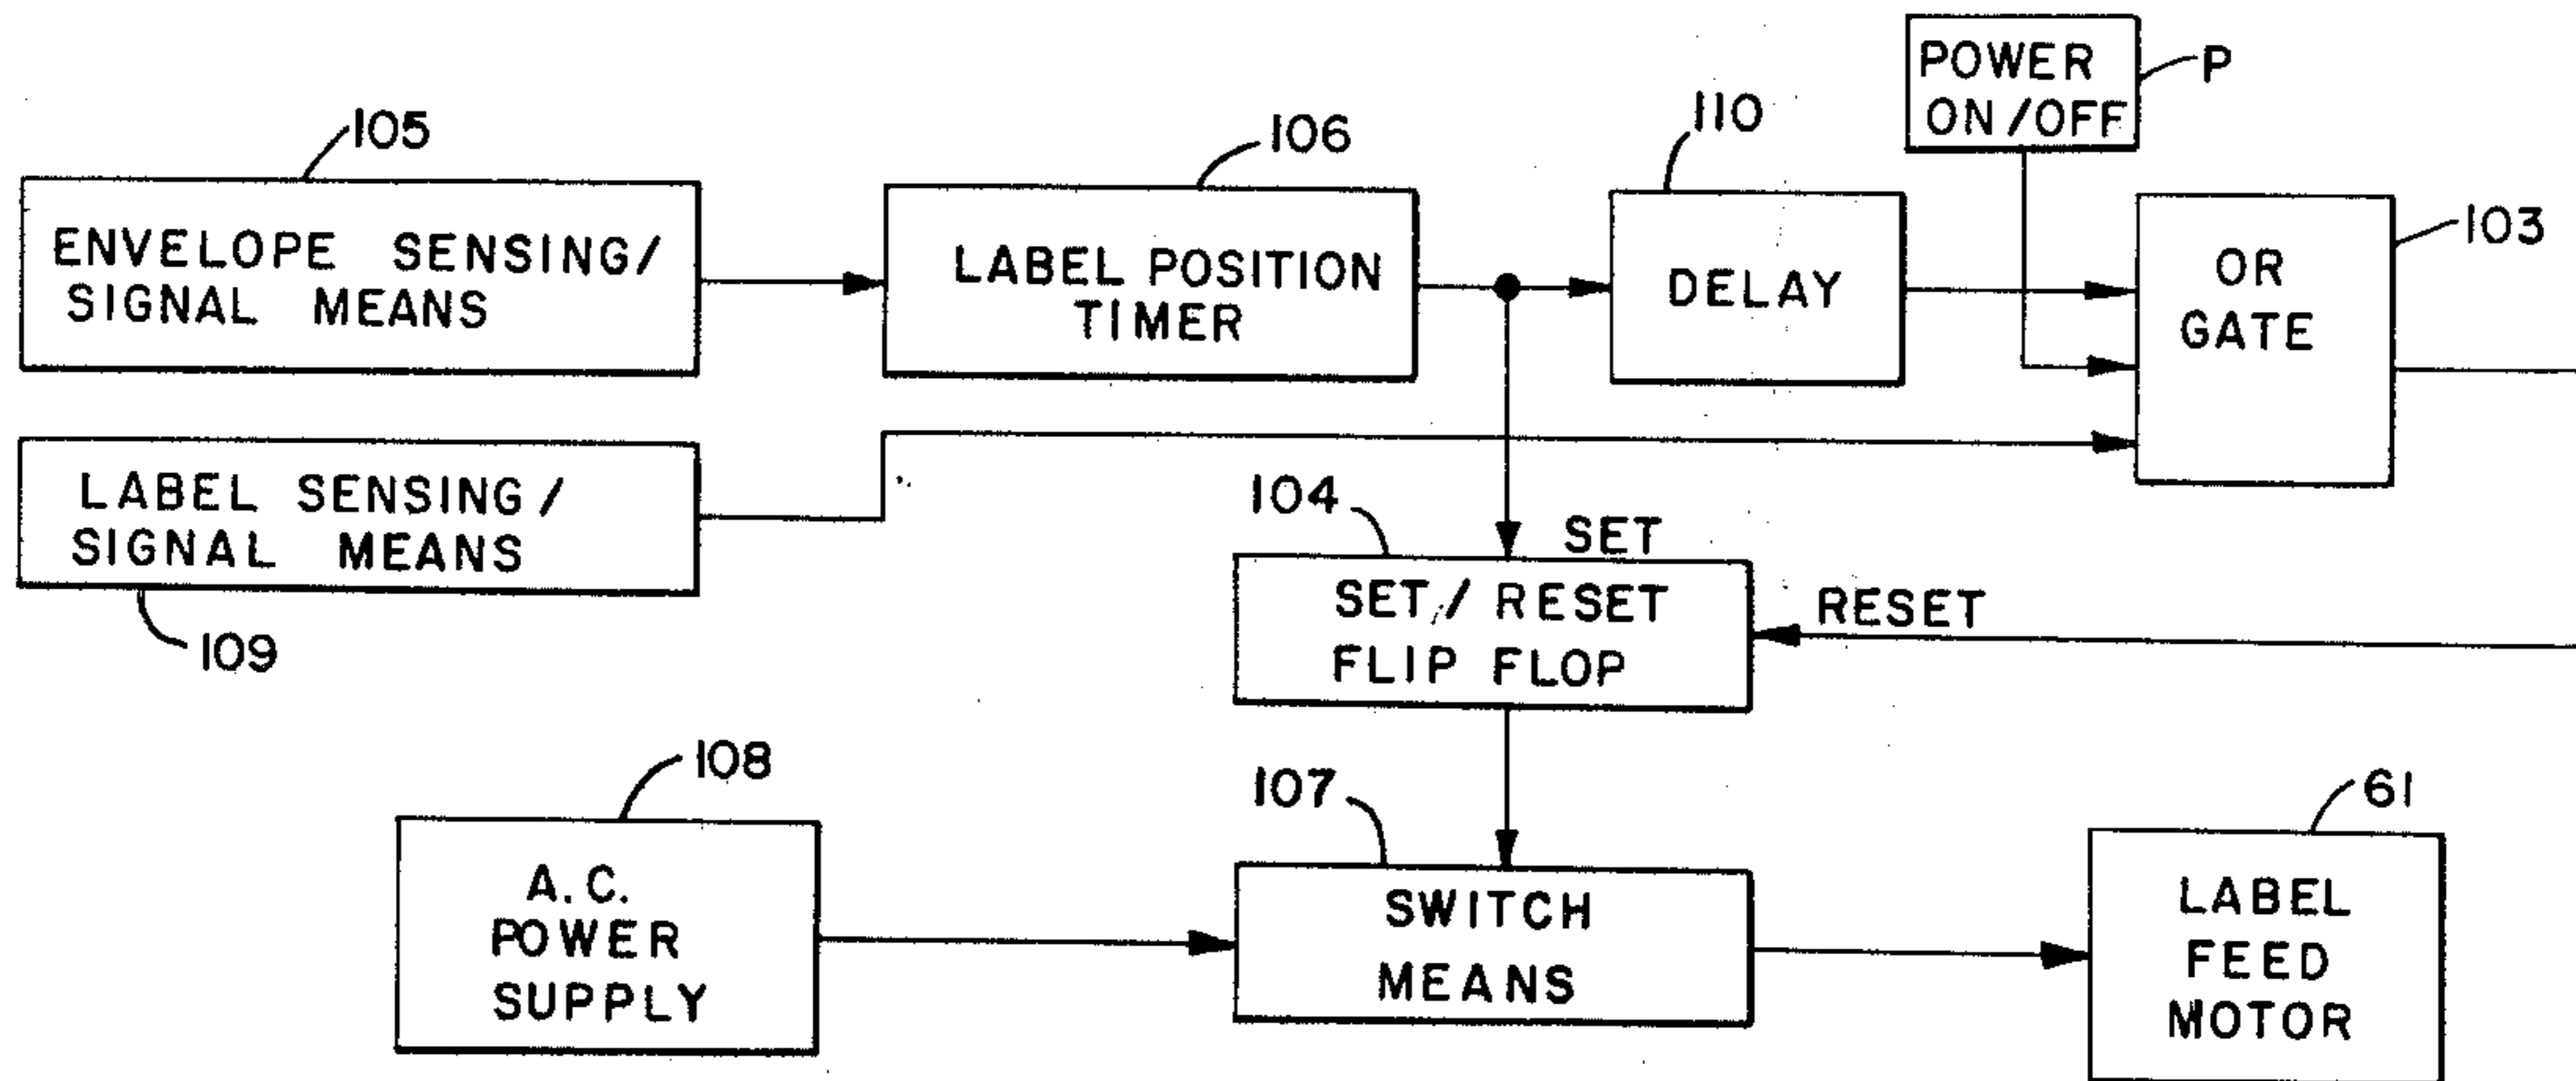 POWER
ON/OFF
P
110
105
106
ENVELOPE SENSING/
SIGNAL MEANS
LABEL POSITION
TIMER
DELAY
OR
GATE
103
LABEL SENSING/
SIGNAL MEANS
109
104
SET
SET/RESET
FLIP FLOP
RESET
108
A.C.
POWER
SUPPLY
107
SWITCH
MEANS
61
LABEL
FEED
MOTOR